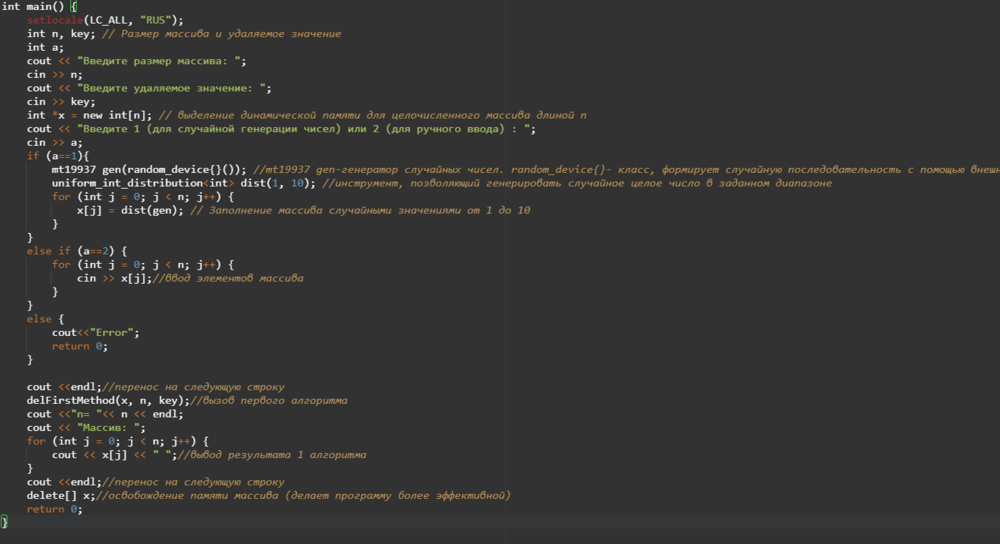 int main() {
setlocale(LC_ALL, "RUS");
int n, key; // Размер массива и удаляемое значение
int a;
cout << "Введите размер массива: ";
cin >> n;
cout << "Введите удаляемое значение: ";
cin >> key;
int *x = new int[n]; // выделение динамической памяти для целочисленного массива длиной n
cout << "Введите 1 (для случайной генерации чисел) или 2 (для ручного ввода) : ";
cin >> a;
if (a==1){
mt19937 gen(random_device{}()); //mt19937 gen-генератор случайных чисел. random_device{}- класс, формирует случайную последовательность с помощью внешн
uniform_int_distribution<int> dist(1, 10); //инструмент, позволяющий генерировать случайное целое число в заданном диапазоне
for (int j = 0; j < n; j++) {
x[j] = dist(gen); // Заполнение массива случайными значениями от 1 до 10
}
}
else if (a==2) {
for (int j = 0; j < n; j++) {
cin >> x[j];//ввод элементов массива
}
}
else {
cout<<"Error";
return 0;
}
cout <<endl;//перенос на следующую строку
delFirstMethod(x, n, key);//вызов первого алгоритма
cout <<"n= "<< n << endl;
cout << "Массив: ";
for (int j = 0; j < n; j++) {
cout << x[j] << " ";//вывод результата 1 алгоритма
}
cout <<endl;//перенос на следующую строку
delete[] x;//освобождение памяти массива (делает программу более эффективной)
return 0;
}